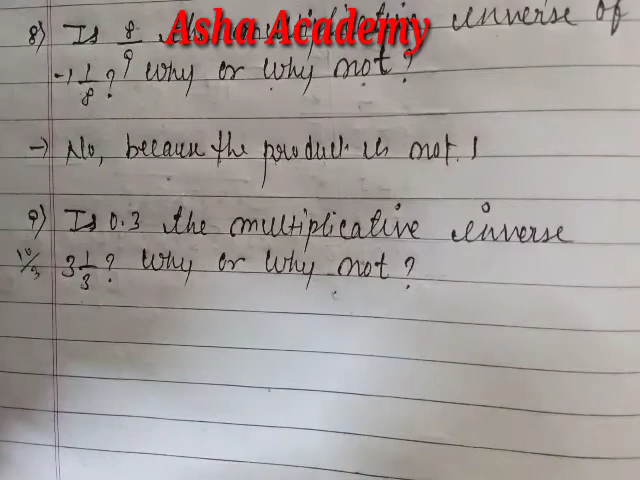 8) Is 8/9 the multiplicative inverse of
Asha Academy
-1 1/8? Why or Why not?
→ No, because the product is not 1
9) Is 0.3 the multiplicative inverse
10/3 3 1/3? Why or Why not?